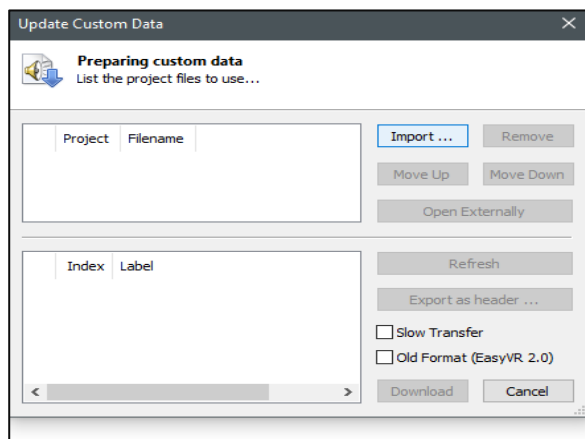 Update Custom Data
Preparing custom data
List the project files to use...
Project Filename
Import ... Remove
Move Up Move Down
Open Externally
Index Label
Refresh
Export as header ...
Slow Transfer
Old Format (EasyVR 2.0)
Download Cancel